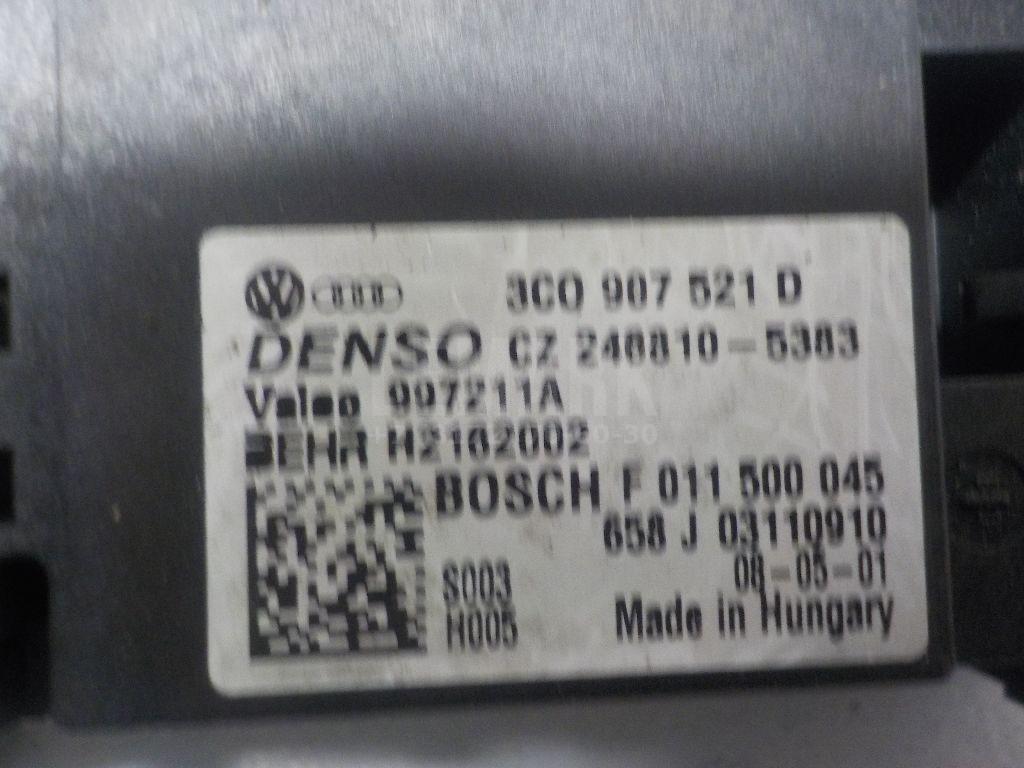 3C0 907 521 D
DENSO CZ 246810-5383
Valeo 997211A
BEHR H2182002
BOSCH F 011 500 045
658 J 03110910
08-05-01
S003
H005
Made in Hungary